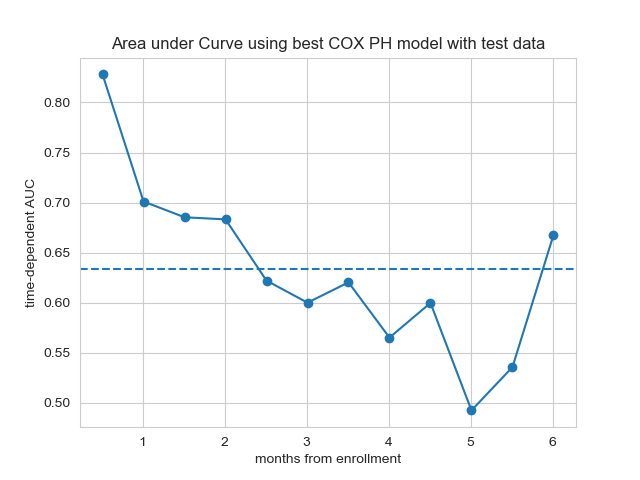 Area under Curve using best COX PH model with test data
time-dependent AUC
0.80
0.75
0.70
0.65
0.60
0.55
0.50
1 2 3 4 5 6
months from enrollment